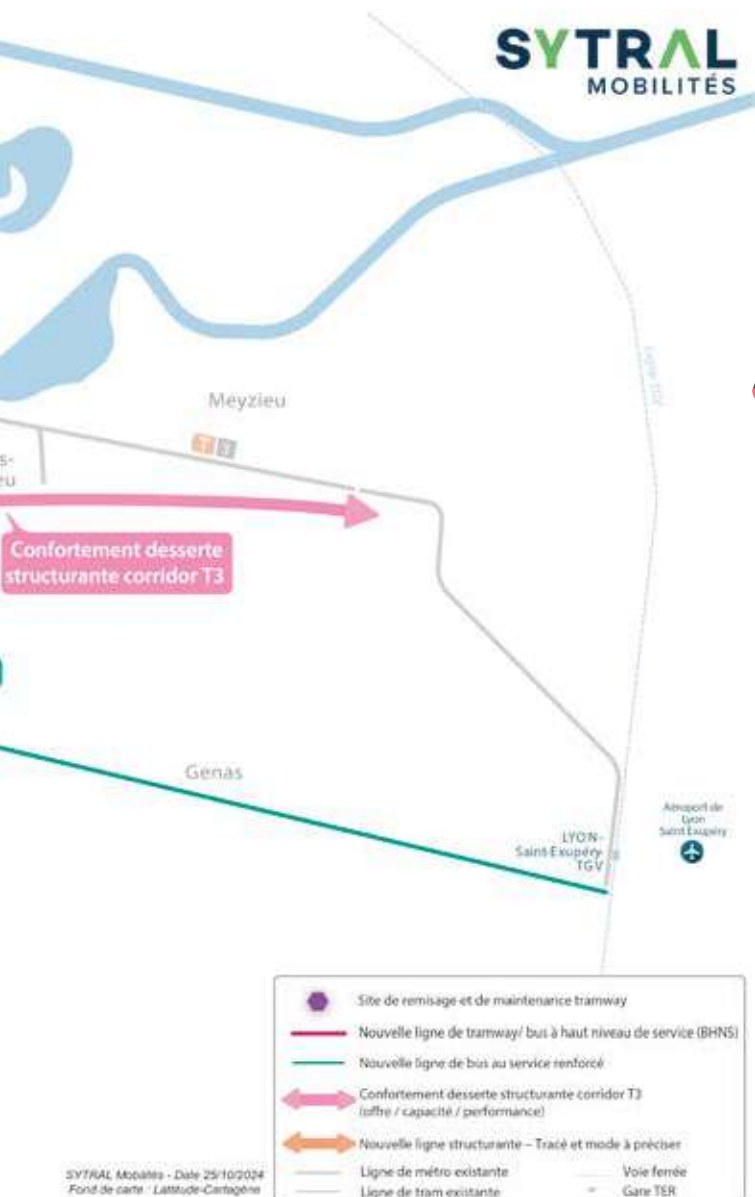 SYTRAL
MOBILITÉS
Ligne TGV
Meyzieu
T 3
s-
eu
Confortement desserte
structurante corridor T3
Genas
Aéroport de
Lyon
Saint Exupéry
LYON-
Saint-Exupéry-
TGV
Site de remisage et de maintenance tramway
Nouvelle ligne de tramway/ bus à haut niveau de service (BHNS)
Nouvelle ligne de bus au service renforcé
Confortement desserte structurante corridor T3
(offre / capacité / performance)
Nouvelle ligne structurante – Tracé et mode à préciser
Ligne de métro existante
Voie ferrée
Ligne de tram existante
Gare TER
SYTRAL Mobilités - Date 25/10/2024
Fond de carte : Latitude-Cartagène